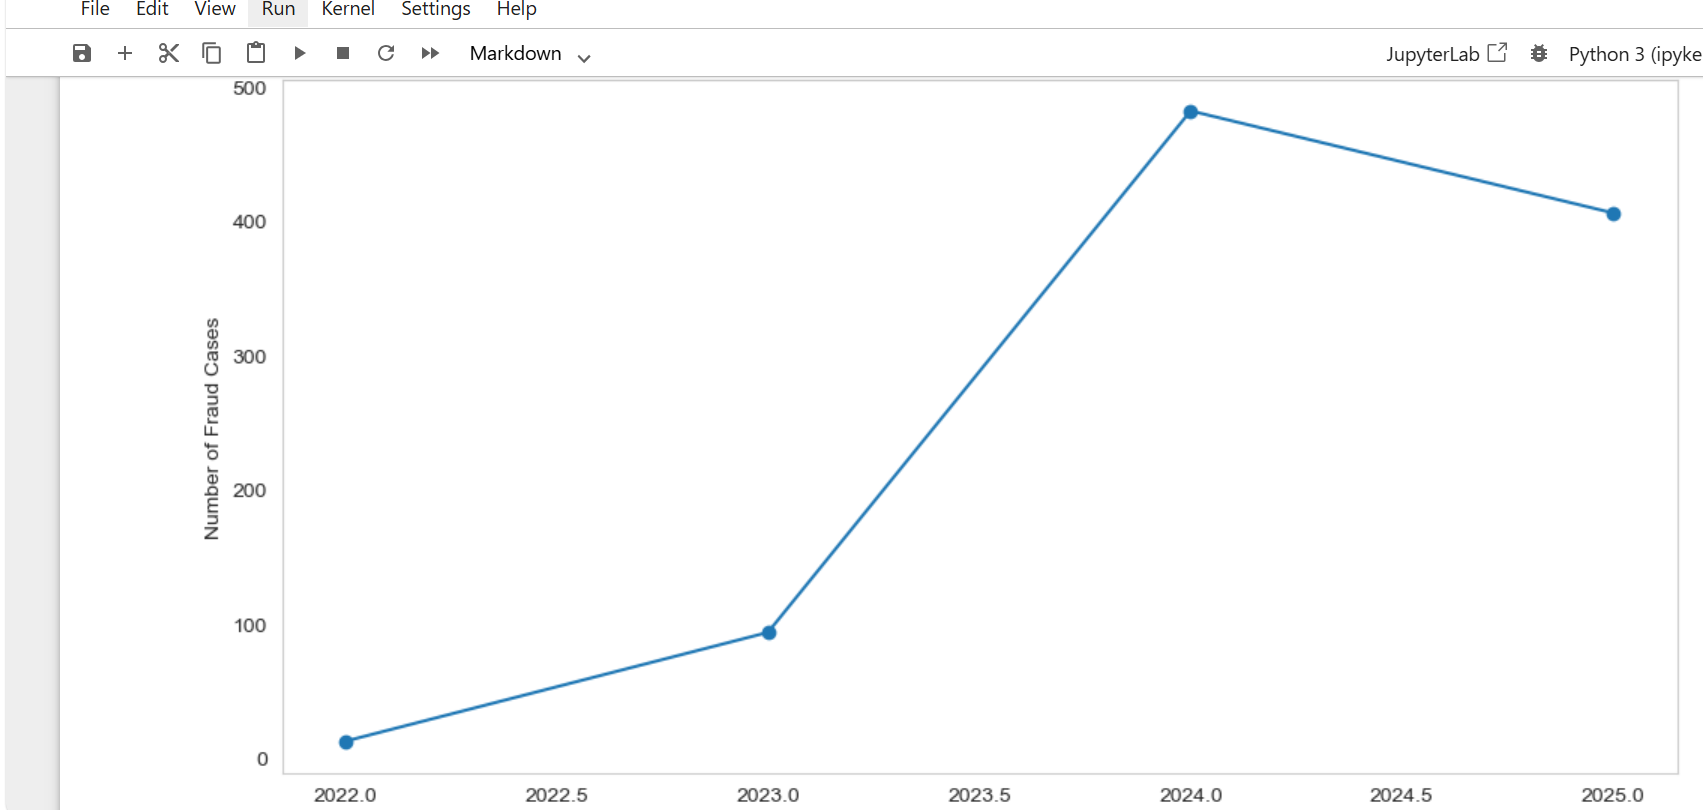 File Edit View Run Kernel Settings Help
Markdown
JupyterLab
Python 3 (ipyke
500
400
300
200
100
0
Number of Fraud Cases
2022.0 2022.5 2023.0 2023.5 2024.0 2024.5 2025.0